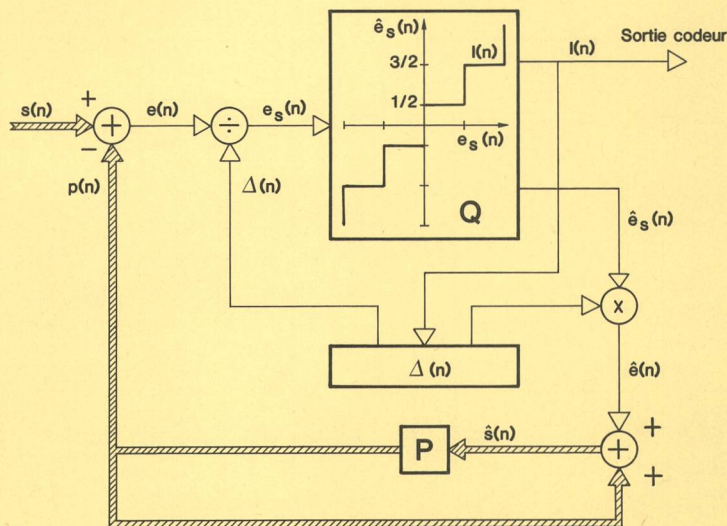 ê_s(n)
Sortie codeur
I(n)
I(n)
3/2
1/2
s(n)
+
+
−
e(n)
÷
e_s(n)
e_s(n)
p(n)
Δ(n)
Q
ê_s(n)
x
Δ(n)
ê(n)
P
ŝ(n)
+
+
+